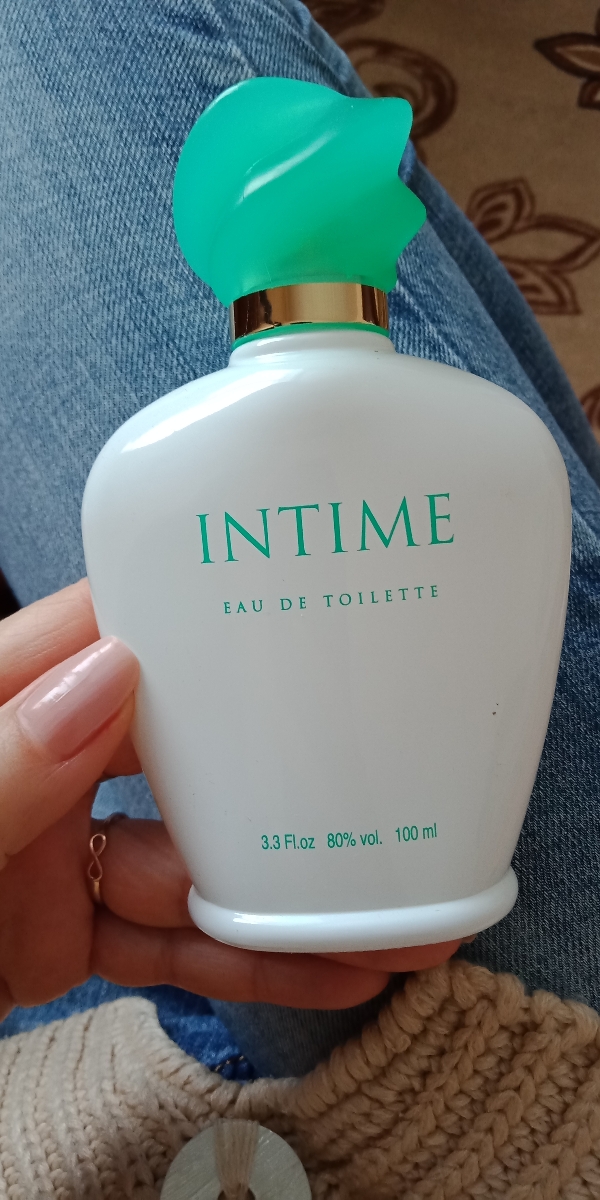 INTIME
EAU DE TOILETTE
3.3 Fl.oz 80% vol. 100 ml